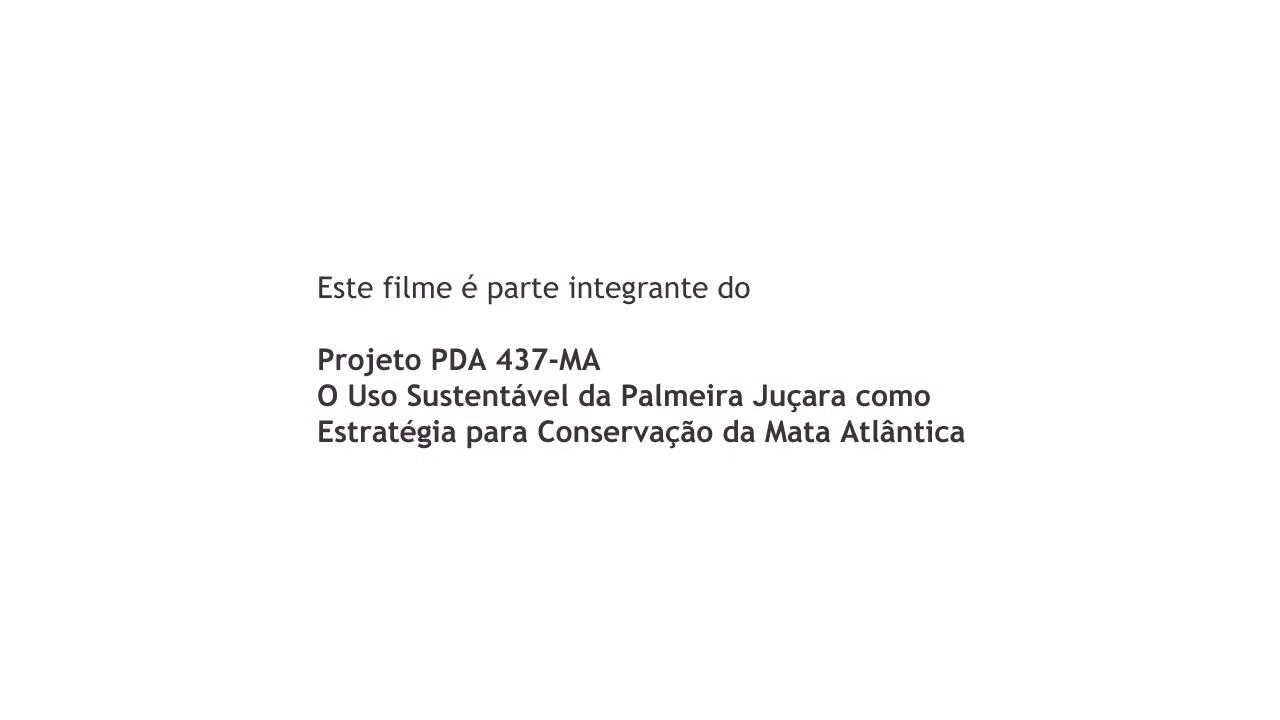 Este filme é parte integrante do
Projeto PDA 437-MA
O Uso Sustentável da Palmeira Juçara como
Estratégia para Conservação da Mata Atlântica